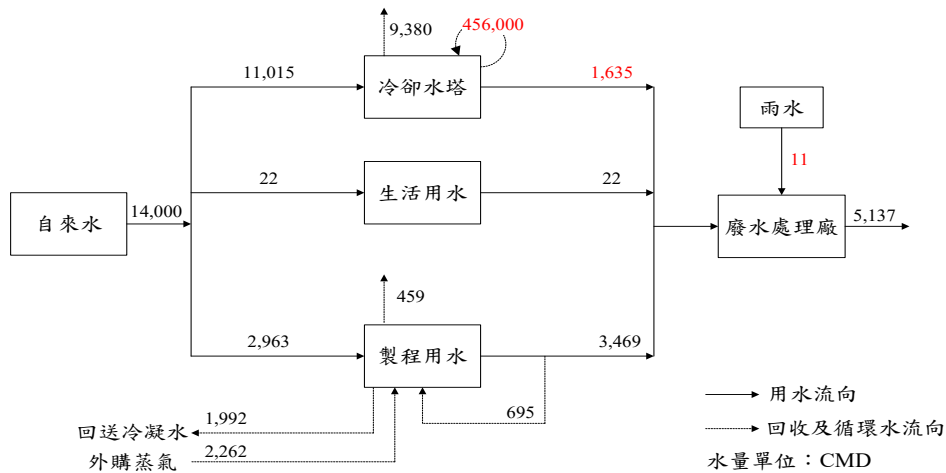 9,380
456,000
11,015
冷卻水塔
1,635
雨水
11
22
生活用水
22
自來水
14,000
廢水處理廠
5,137
459
2,963
製程用水
3,469
695
用水流向
1,992
回送冷凝水
回收及循環水流向
2,262
外購蒸氣
水量單位：CMD